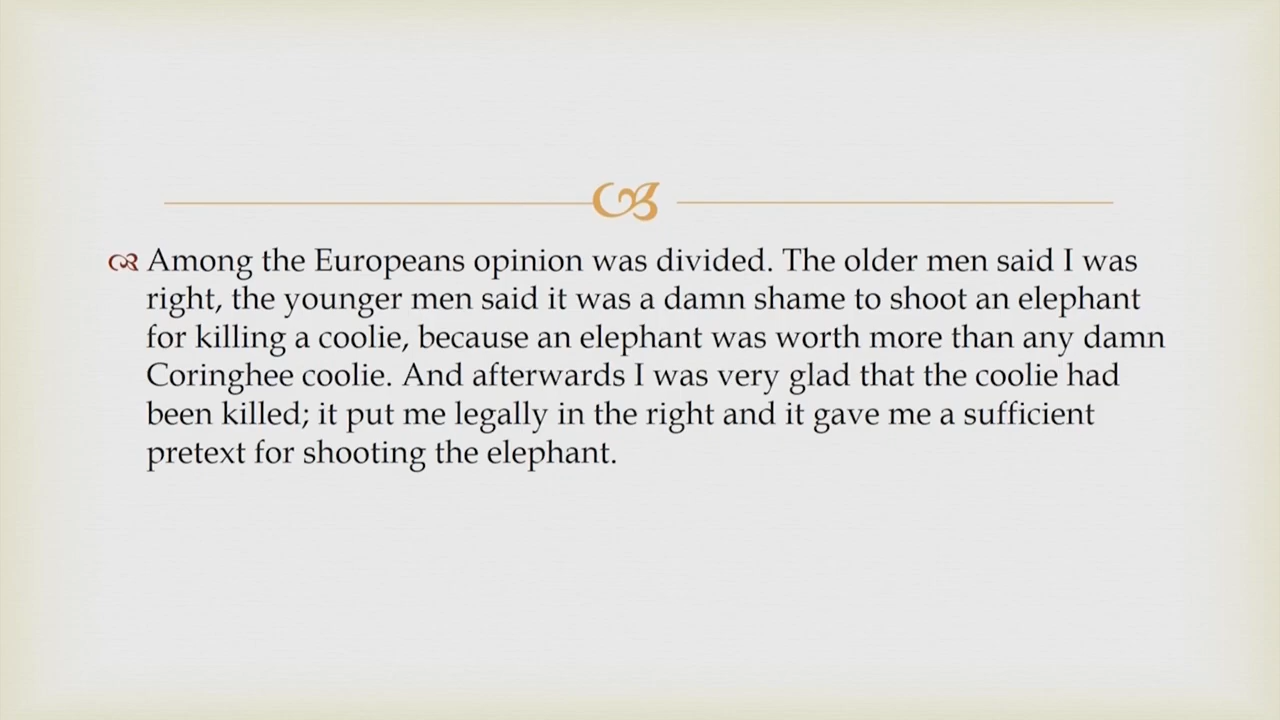 Among the Europeans opinion was divided. The older men said I was
right, the younger men said it was a damn shame to shoot an elephant
for killing a coolie, because an elephant was worth more than any damn
Coringhee coolie. And afterwards I was very glad that the coolie had
been killed; it put me legally in the right and it gave me a sufficient
pretext for shooting the elephant.